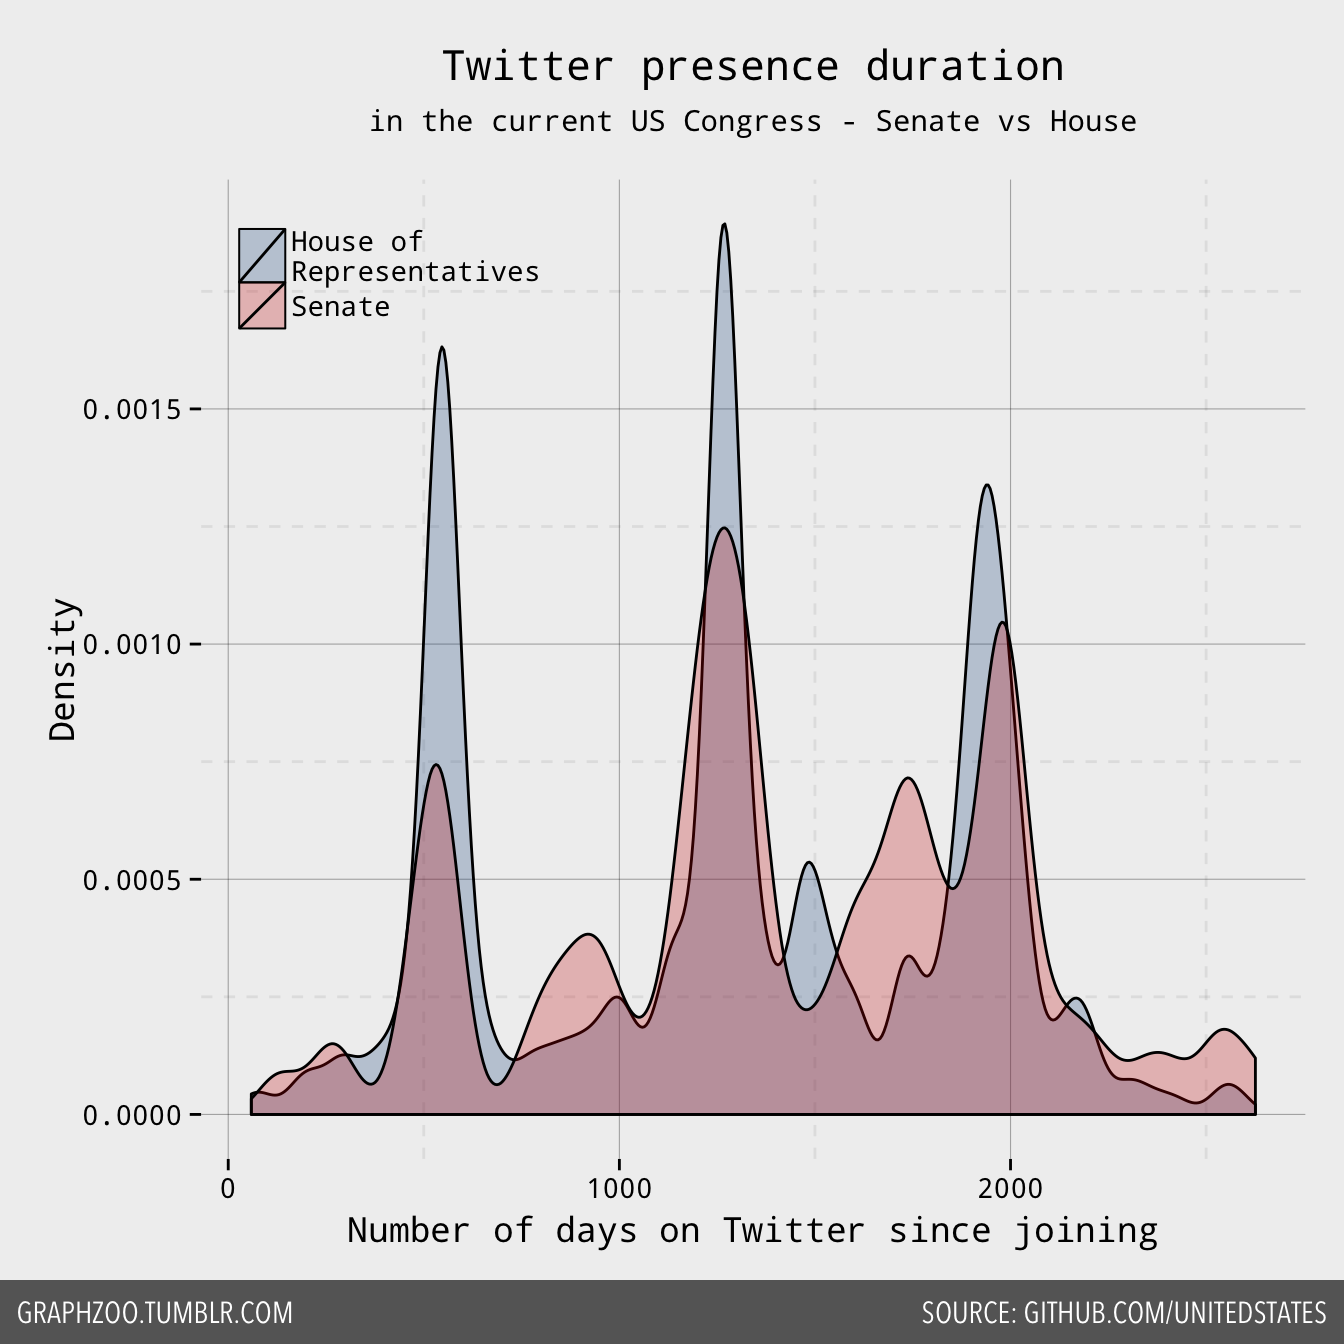 Twitter presence duration
in the current US Congress - Senate vs House
House of
Representatives
Senate
0.0015
0.0010
0.0005
0.0000
Density
0 1000 2000
Number of days on Twitter since joining
GRAPHZOO.TUMBLR.COM SOURCE: GITHUB.COM/UNITEDSTATES